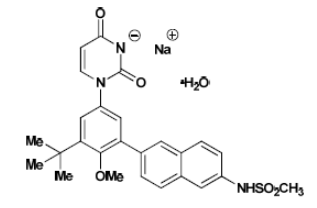 O
⊖
N Na ⊕
N O
•H₂O
Me
Me
Me OMe
NHSO₂CH₃